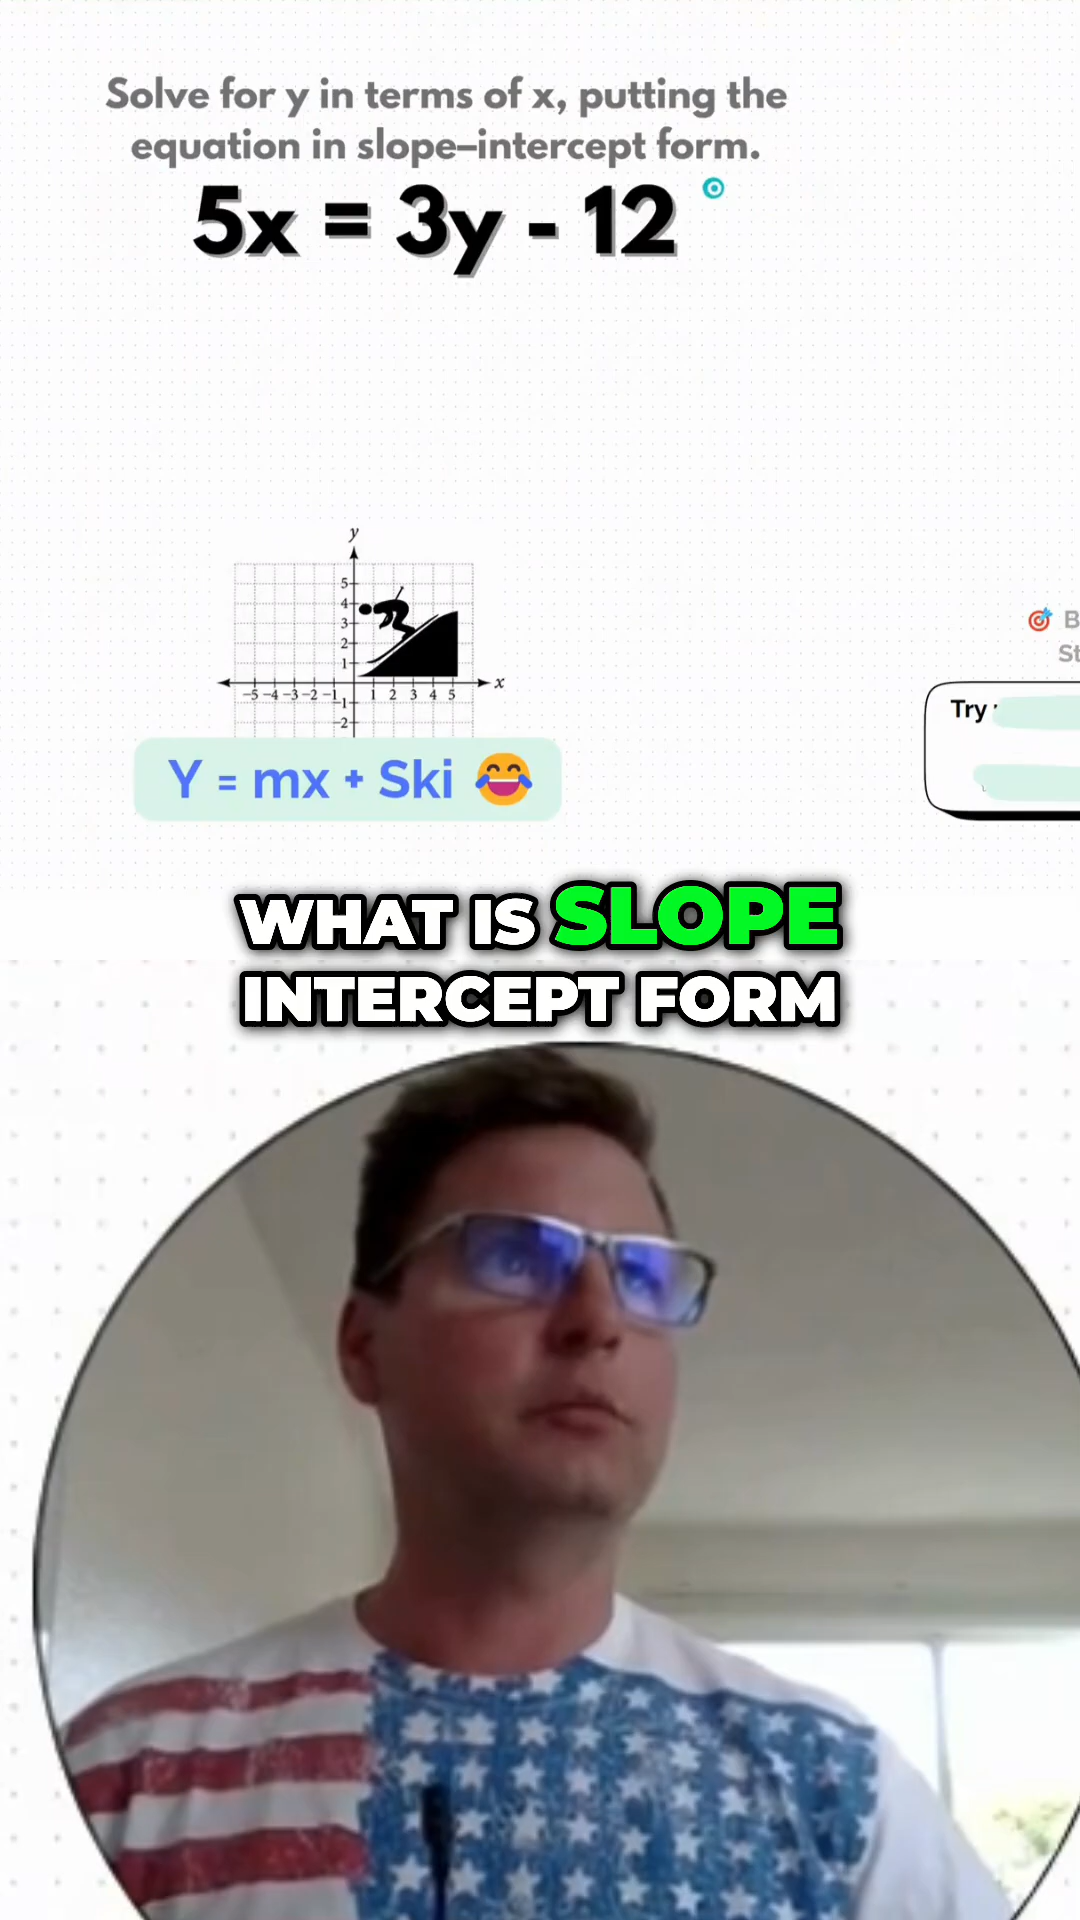 Solve for y in terms of x, putting the
equation in slope–intercept form.
5x = 3y - 12
y
5
4
3
2
1
-5 -4 -3 -2 -1 1 2 3 4 5 x
-1
-2
Y = mx + Ski 😂
🎯 B
St
Try
WHAT IS SLOPE
INTERCEPT FORM